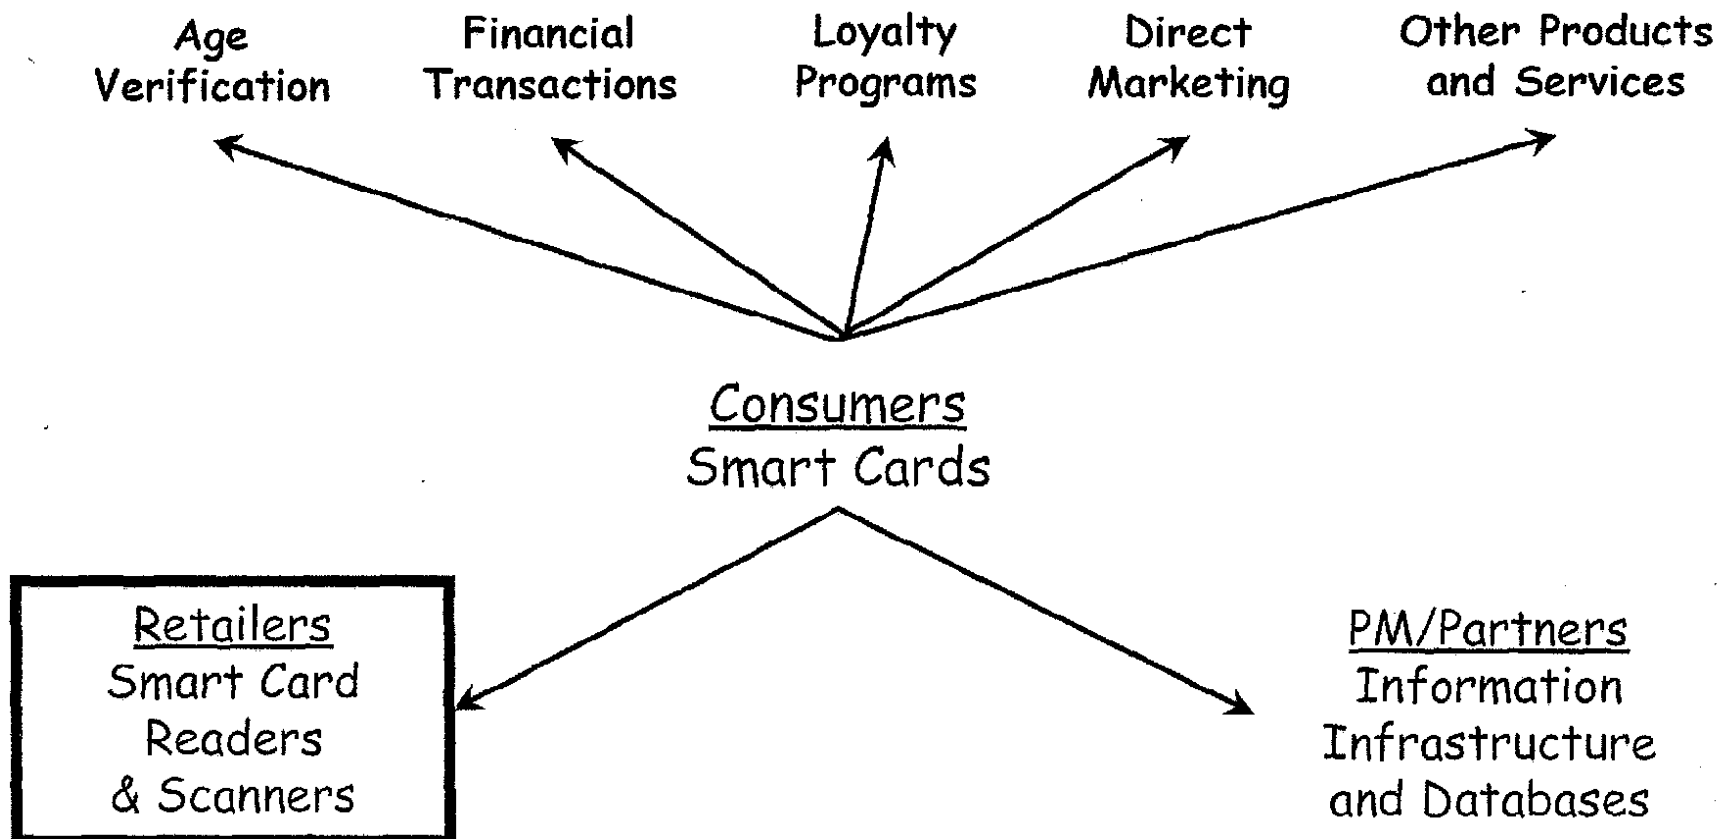 Age
Verification
Financial
Transactions
Loyalty
Programs
Direct
Marketing
Other Products
and Services
Consumers
Smart Cards
Retailers
Smart Card
Readers
& Scanners
PM/Partners
Information
Infrastructure
and Databases